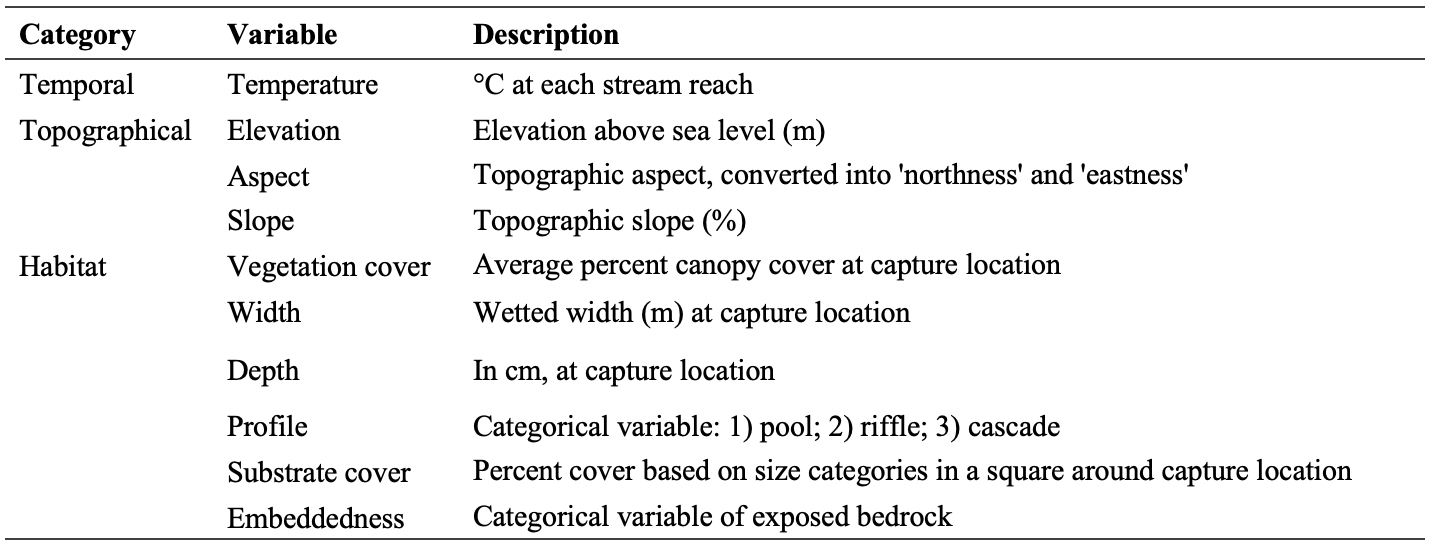 Category Variable Description
Temporal Temperature °C at each stream reach
Topographical Elevation Elevation above sea level (m)
Aspect Topographic aspect, converted into 'northness' and 'eastness'
Slope Topographic slope (%)
Habitat Vegetation cover Average percent canopy cover at capture location
Width Wetted width (m) at capture location
Depth In cm, at capture location
Profile Categorical variable: 1) pool; 2) riffle; 3) cascade
Substrate cover Percent cover based on size categories in a square around capture location
Embeddedness Categorical variable of exposed bedrock